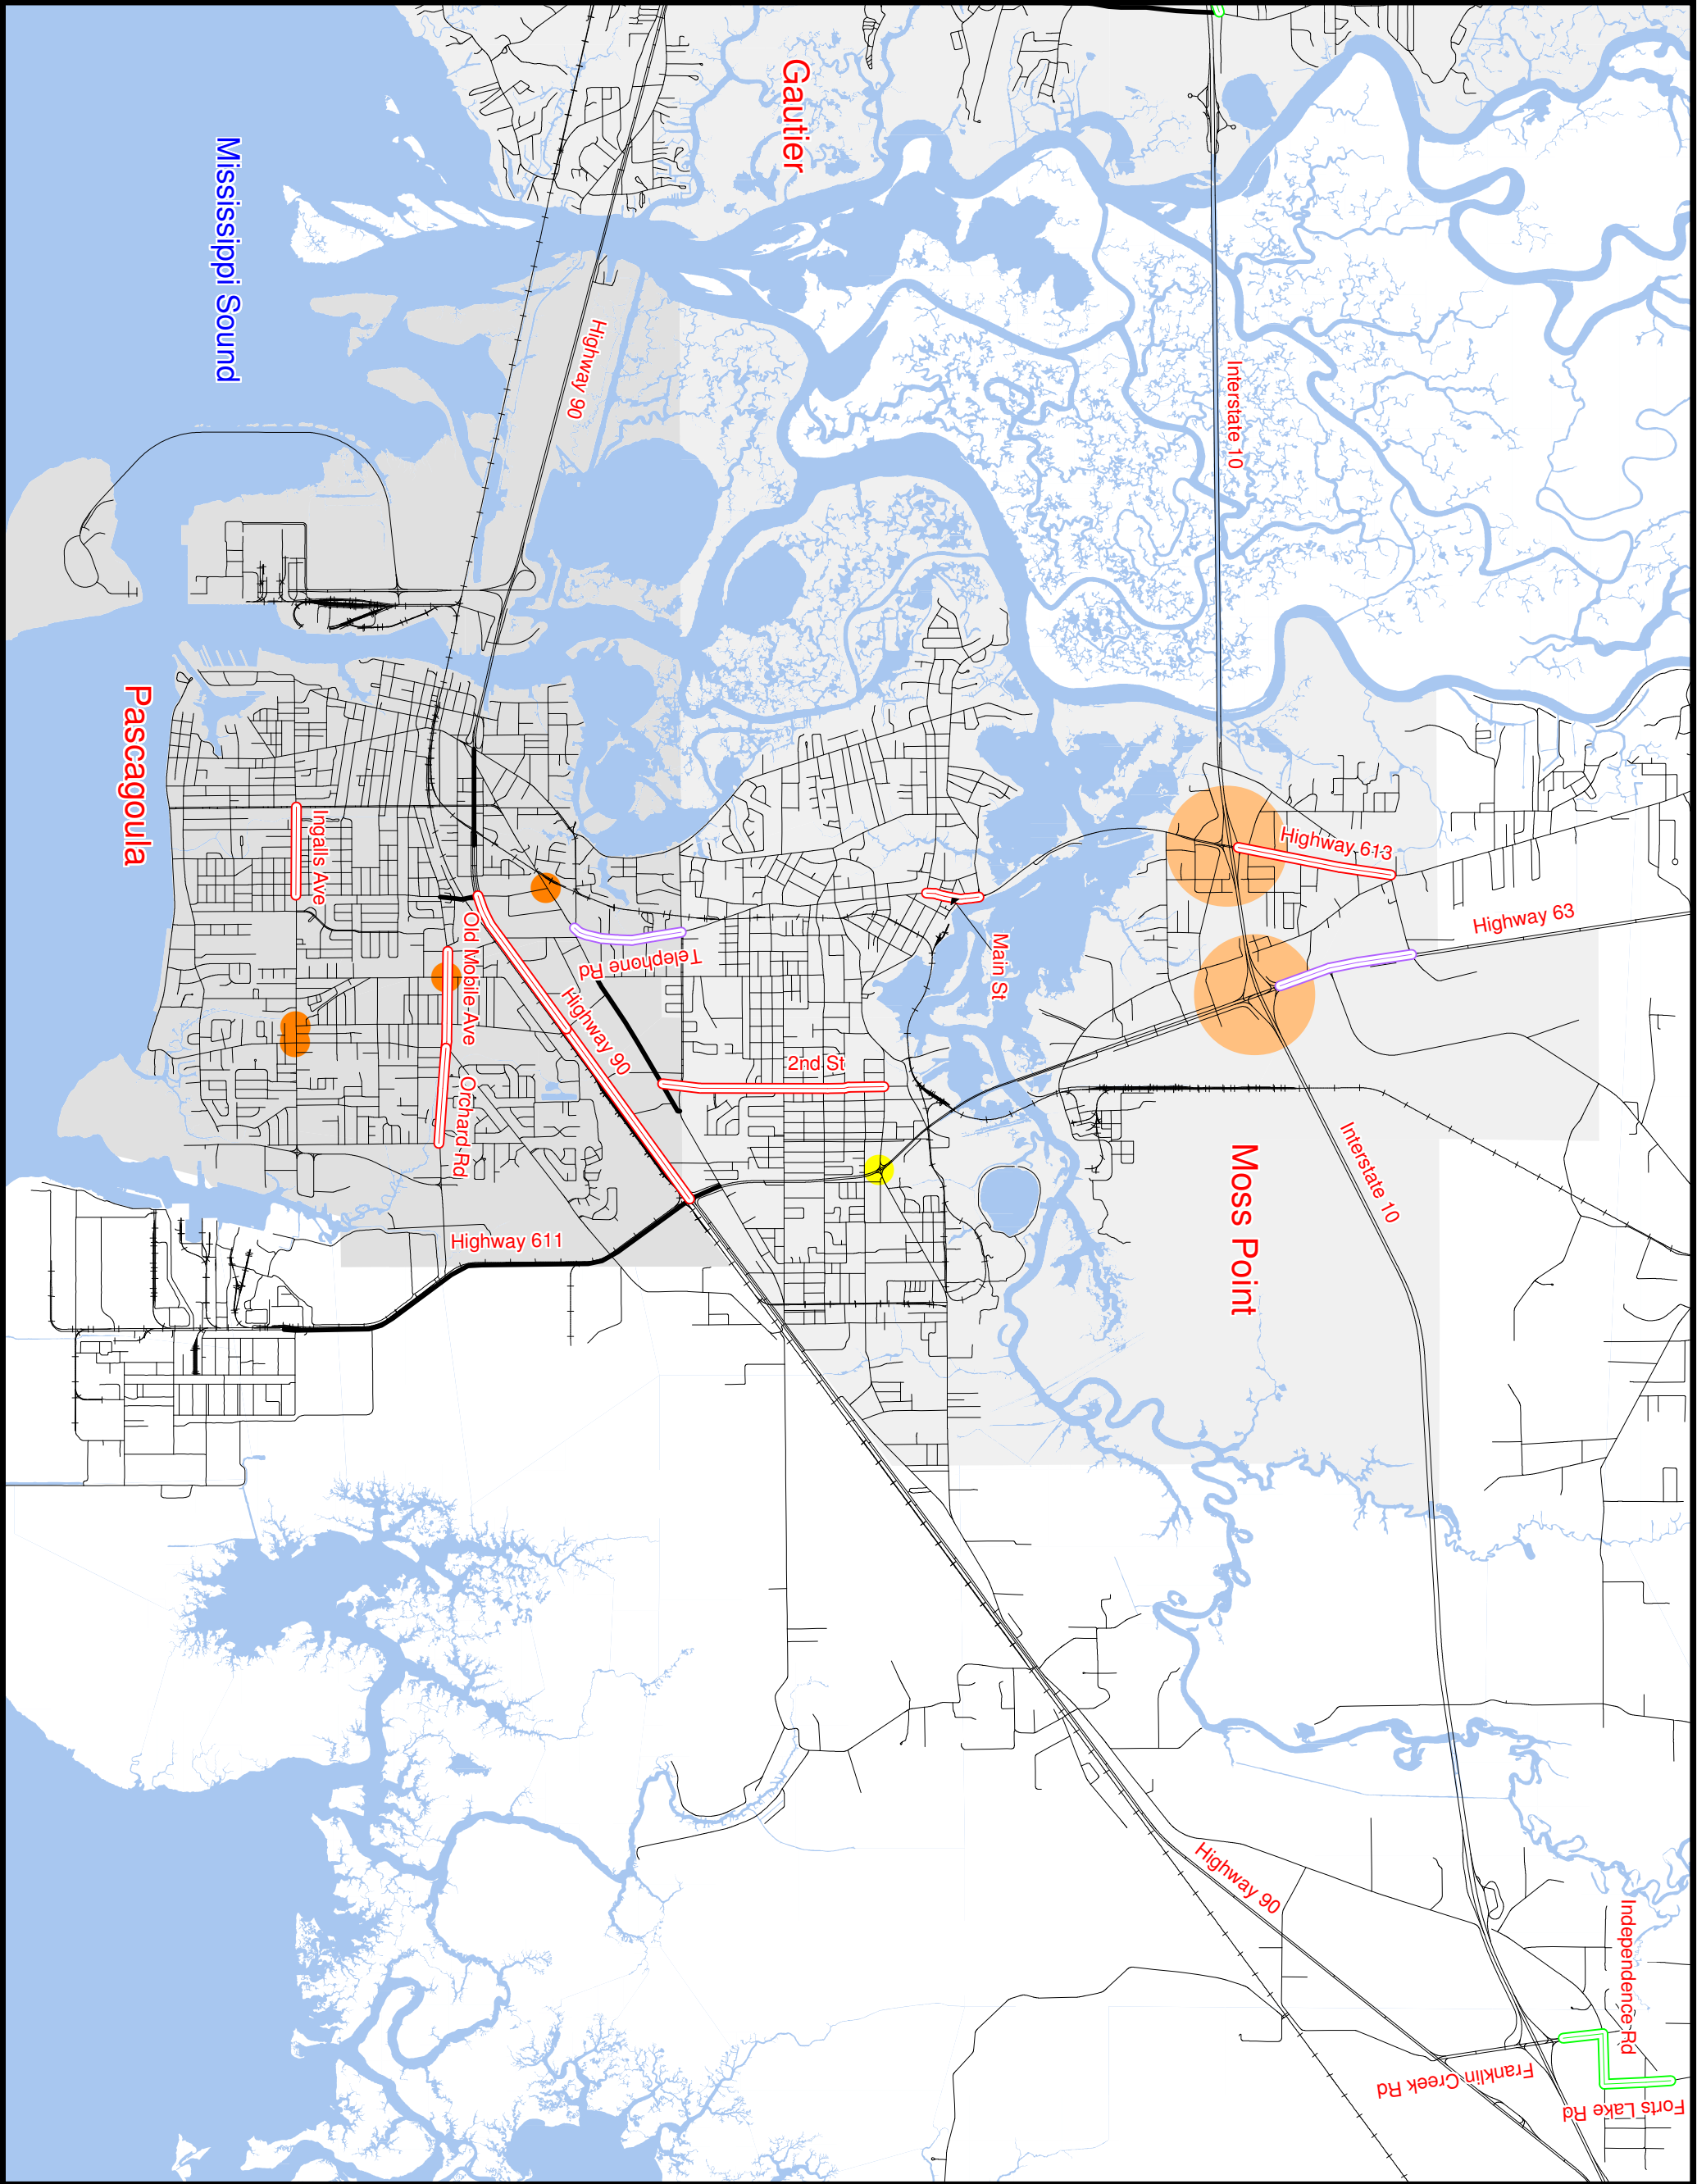 Gautier
Mississippi Sound
Highway 90
Interstate 10
Pascagoula
Ingalls Ave
Old Mobile Ave
Orchard Rd
Telephone Rd
Highway 90
2nd St
Main St
Highway 613
Highway 63
Moss Point
Interstate 10
Highway 611
Highway 90
Independence Rd
Franklin Creek Rd
Forts Lake Rd